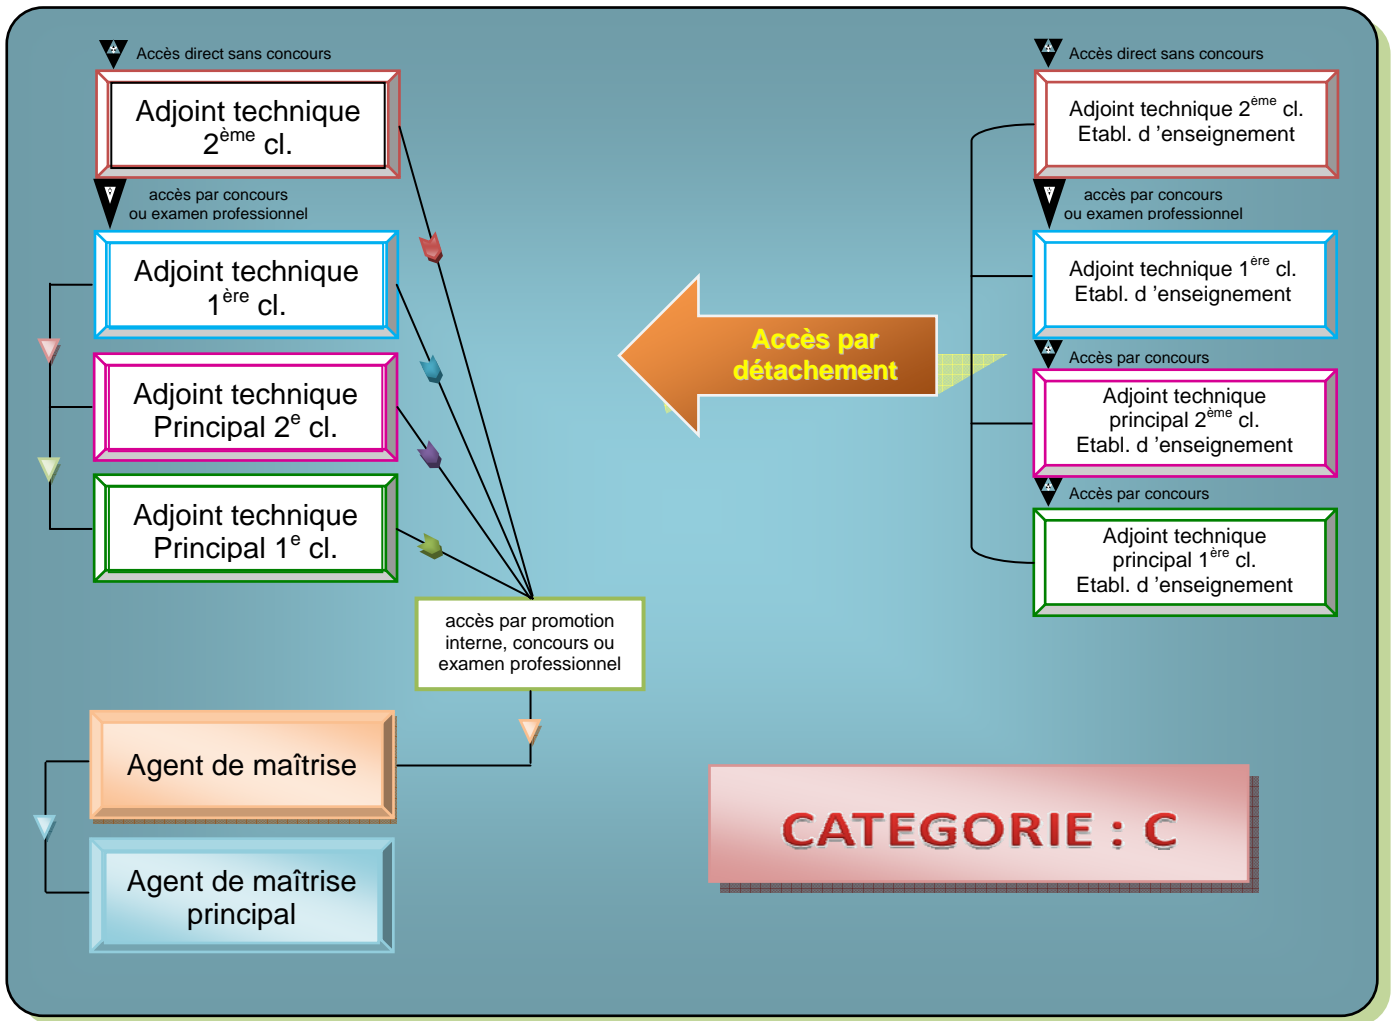 Accès direct sans concours
Adjoint technique
2ème cl.
accès par concours
ou examen professionnel
Adjoint technique
1ère cl.
Adjoint technique
Principal 2e cl.
Adjoint technique
Principal 1e cl.
accès par promotion
interne, concours ou
examen professionnel
Agent de maîtrise
Agent de maîtrise
principal
Accès par
détachement
Accès direct sans concours
Adjoint technique 2ème cl.
Etabl. d ’enseignement
accès par concours
ou examen professionnel
Adjoint technique 1ère cl.
Etabl. d ’enseignement
Accès par concours
Adjoint technique
principal 2ème cl.
Etabl. d ’enseignement
Accès par concours
Adjoint technique
principal 1ère cl.
Etabl. d ’enseignement
CATEGORIE : C